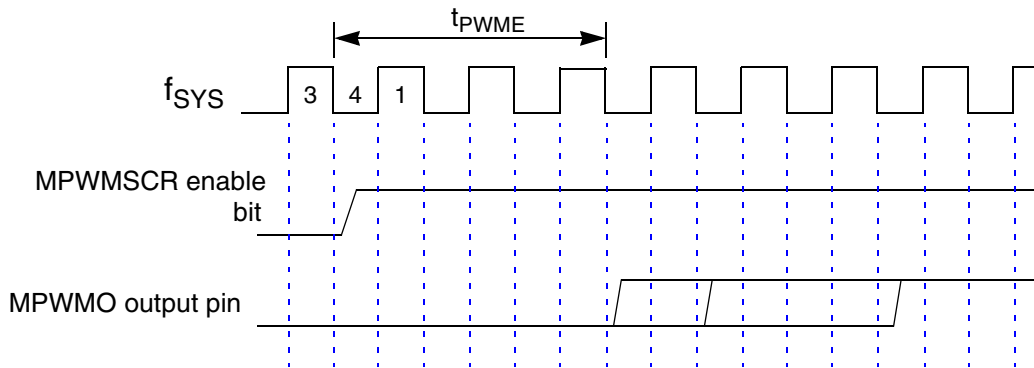 tPWME
fSYS
3 4 1
MPWMSCR enable
bit
MPWMO output pin